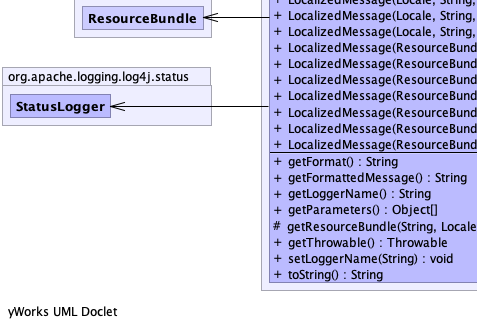 ResourceBundle
org.apache.logging.log4j.status
StatusLogger
+ LocalizedMessage(Locale, String,
+ LocalizedMessage(Locale, String,
+ LocalizedMessage(Locale, String,
+ LocalizedMessage(ResourceBund
+ LocalizedMessage(ResourceBund
+ LocalizedMessage(ResourceBund
+ LocalizedMessage(ResourceBund
+ LocalizedMessage(ResourceBund
+ LocalizedMessage(ResourceBund
+ LocalizedMessage(ResourceBund
+ getFormat() : String
+ getFormattedMessage() : String
+ getLoggerName() : String
+ getParameters() : Object[]
# getResourceBundle(String, Locale
+ getThrowable() : Throwable
+ setLoggerName(String) : void
+ toString() : String
yWorks UML Doclet